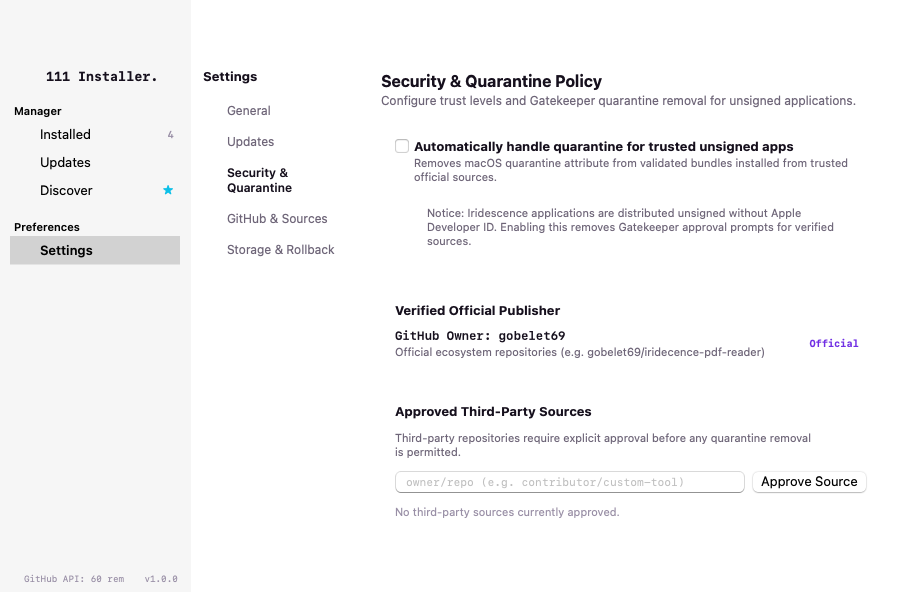 111 Installer.
Manager
Installed 4
Updates
Discover
Preferences
Settings
GitHub API: 60 rem v1.0.0
Settings
General
Updates
Security &
Quarantine
GitHub & Sources
Storage & Rollback
Security & Quarantine Policy
Configure trust levels and Gatekeeper quarantine removal for unsigned applications.
Automatically handle quarantine for trusted unsigned apps
Removes macOS quarantine attribute from validated bundles installed from trusted
official sources.
Notice: Iridescence applications are distributed unsigned without Apple
Developer ID. Enabling this removes Gatekeeper approval prompts for verified
sources.
Verified Official Publisher
GitHub Owner: gobelet69
Official ecosystem repositories (e.g. gobelet69/iridecence-pdf-reader)
Official
Approved Third-Party Sources
Third-party repositories require explicit approval before any quarantine removal
is permitted.
owner/repo (e.g. contributor/custom-tool)
Approve Source
No third-party sources currently approved.